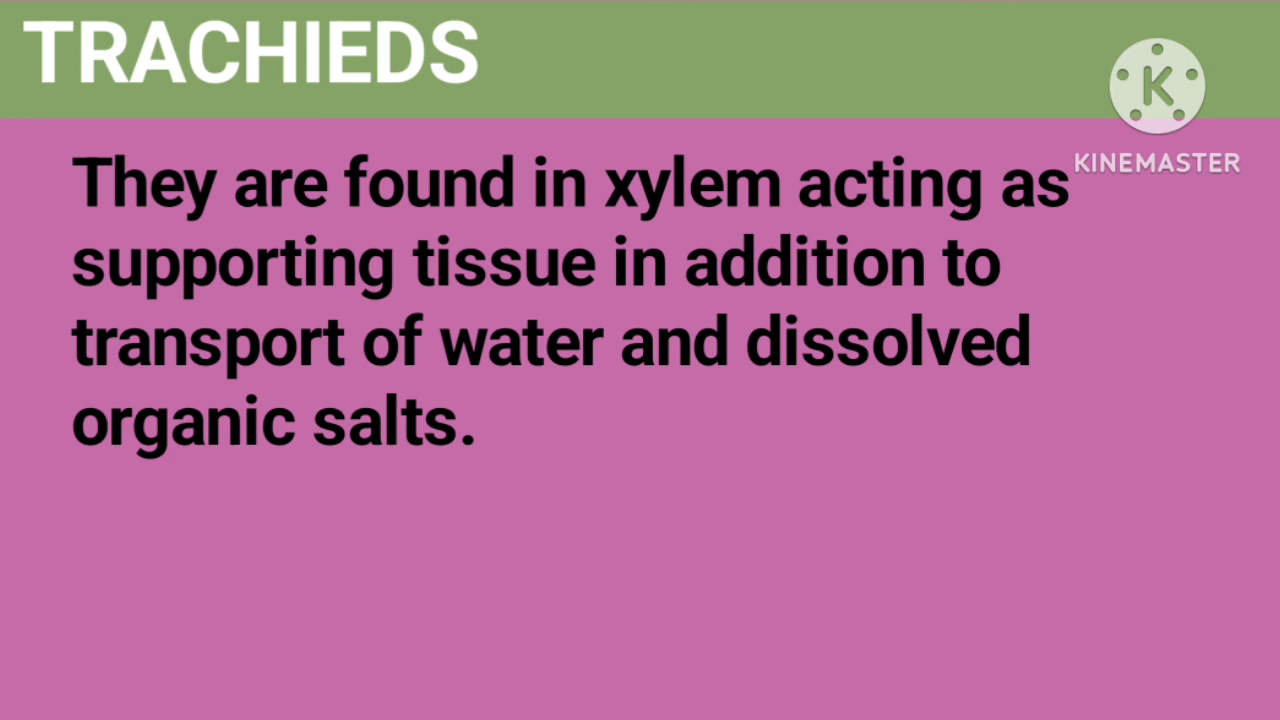 TRACHIEDS
KINEMASTER
They are found in xylem acting as
supporting tissue in addition to
transport of water and dissolved
organic salts.